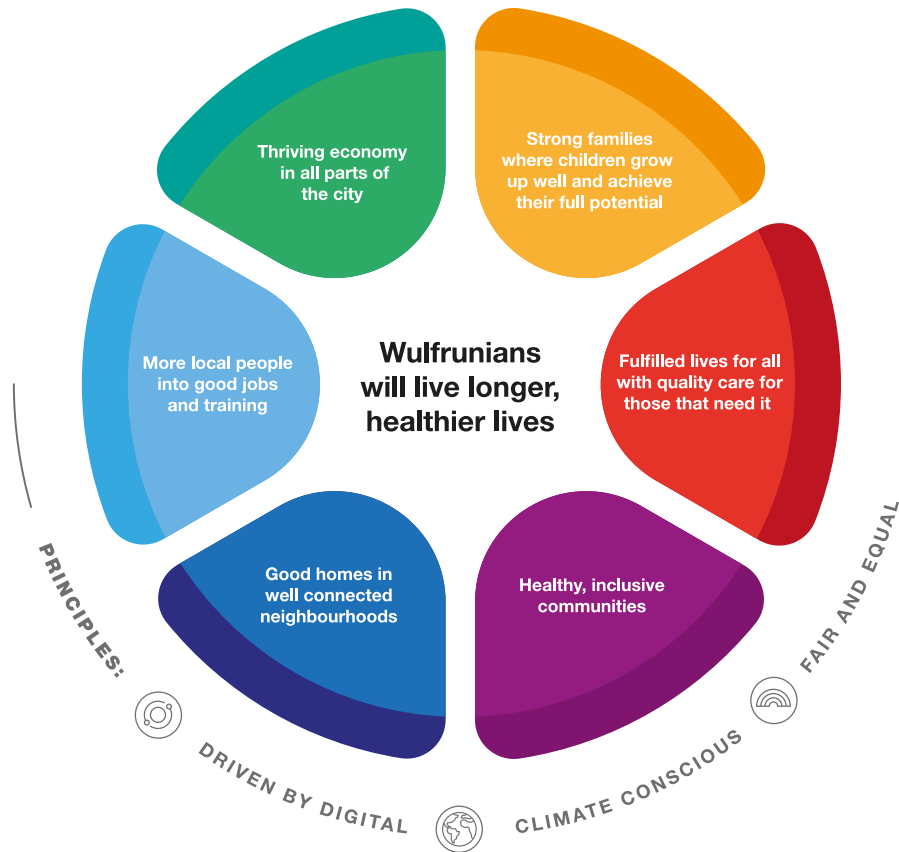 Thriving economy
in all parts of
the city
Strong families
where children grow
up well and achieve
their full potential
More local people
into good jobs
and training
Wulfrunians
will live longer,
healthier lives
Fulfilled lives for all
with quality care for
those that need it
Good homes in
well connected
neighbourhoods
Healthy, inclusive
communities
PRINCIPLES:
DRIVEN BY DIGITAL
CLIMATE CONSCIOUS
FAIR AND EQUAL